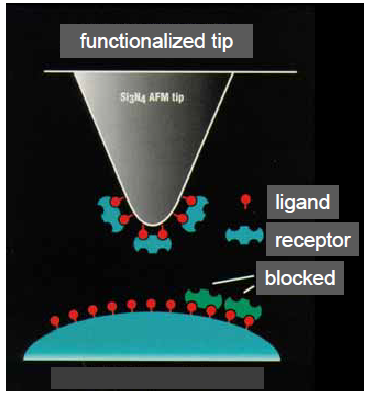 functionalized tip
Si3N4 AFM tip
ligand
receptor
blocked